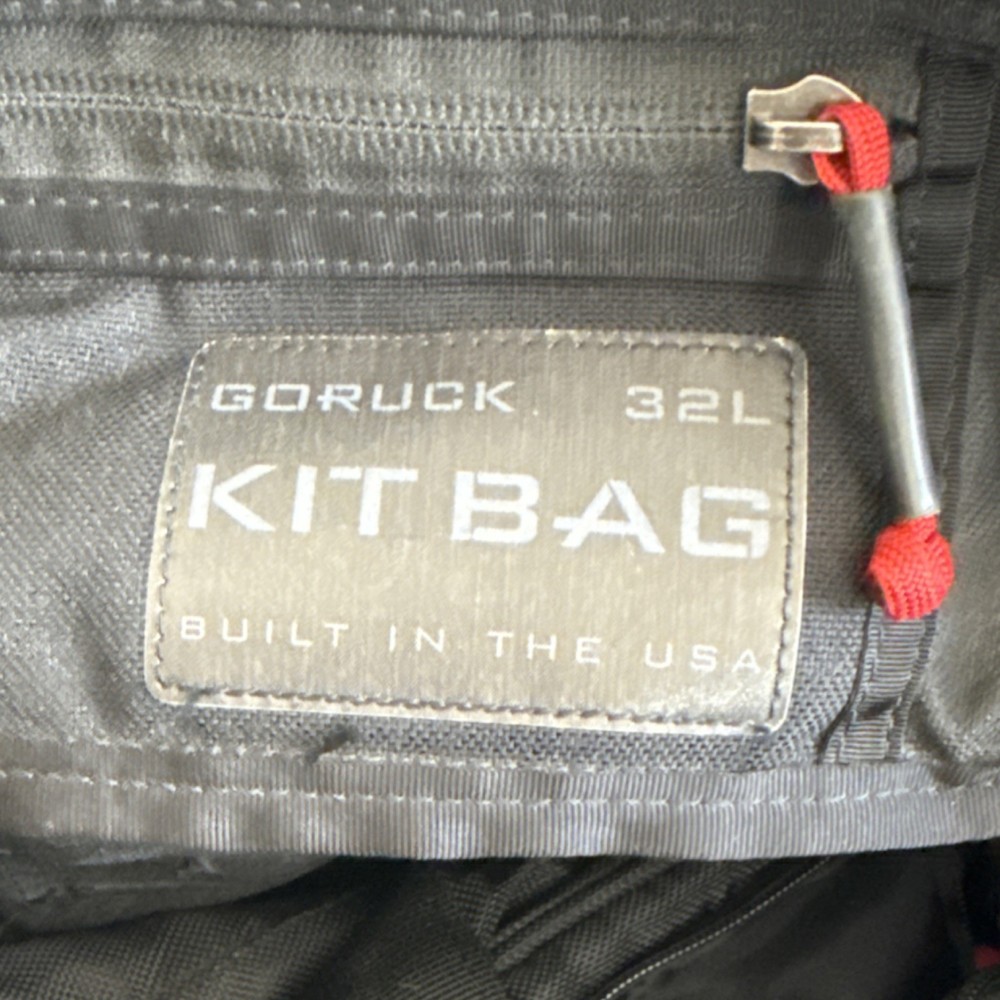 GORUCK 32L
KIT BAG
BUILT IN THE USA